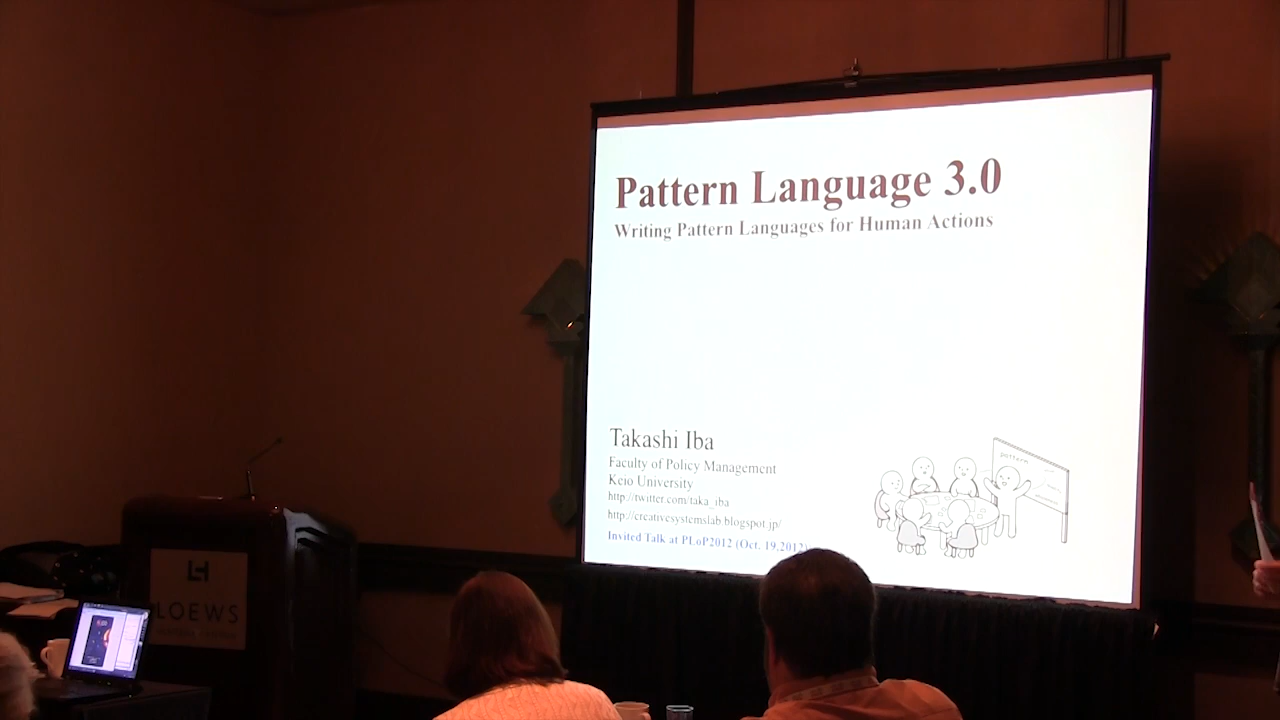 Pattern Language 3.0
Writing Pattern Languages for Human Actions
Takashi Iba
Faculty of Policy Management
Keio University
http://twitter.com/taka_iba
http://creativesystemslab.blogspot.jp/
Invited Talk at PLoP2012 (Oct. 19.2012)
pattern
LOEWS